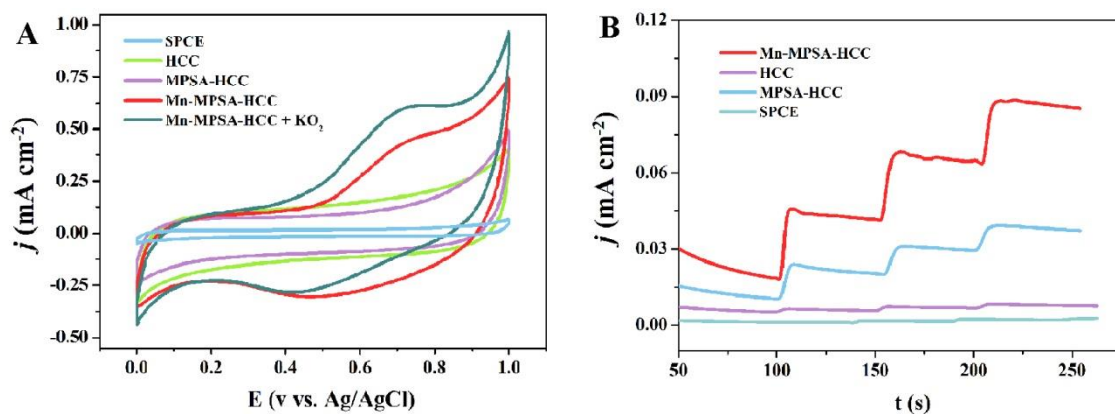 A
SPCE
HCC
MPSA-HCC
Mn-MPSA-HCC
Mn-MPSA-HCC + KO₂
1.00
0.75
0.50
0.25
0.00
-0.25
-0.50
j (mA cm⁻²)
0.0 0.2 0.4 0.6 0.8 1.0
E (v vs. Ag/AgCl)
B
Mn-MPSA-HCC
HCC
MPSA-HCC
SPCE
0.12
0.09
0.06
0.03
0.00
j (mA cm⁻²)
50 100 150 200 250
t (s)